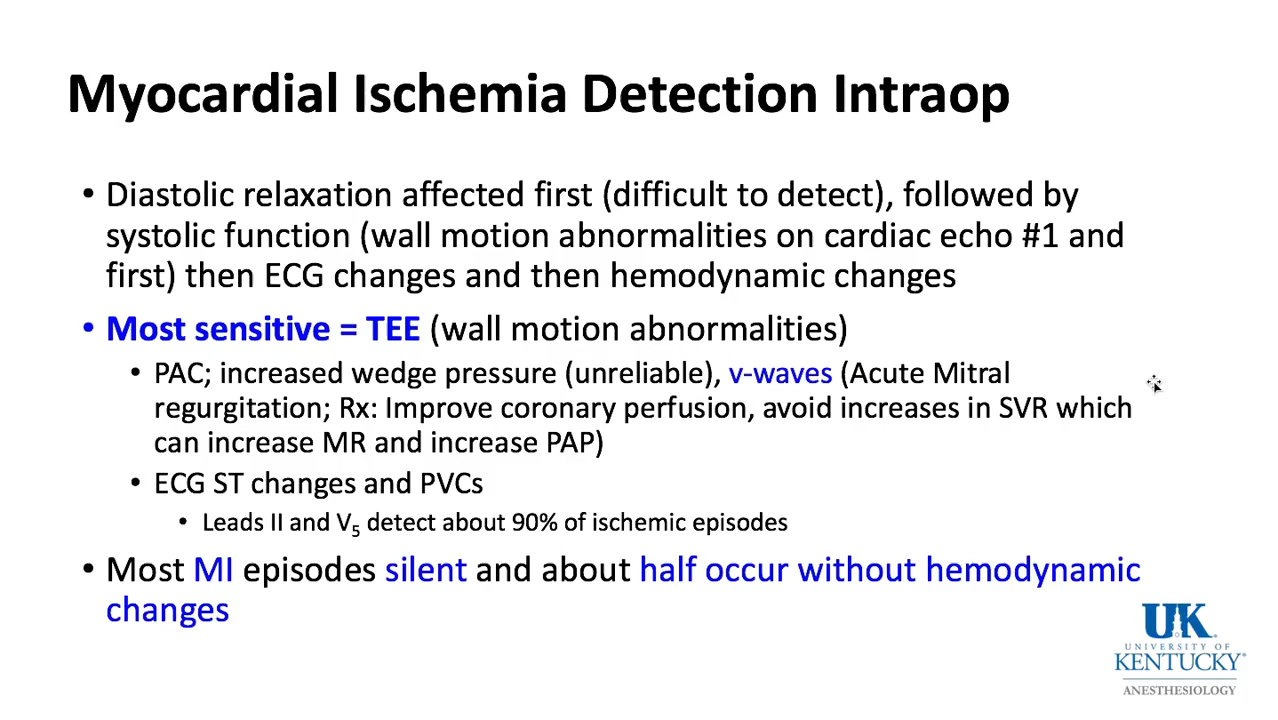 Myocardial Ischemia Detection Intraop
• Diastolic relaxation affected first (difficult to detect), followed by
systolic function (wall motion abnormalities on cardiac echo #1 and
first) then ECG changes and then hemodynamic changes
• Most sensitive = TEE (wall motion abnormalities)
• PAC; increased wedge pressure (unreliable), v-waves (Acute Mitral
regurgitation; Rx: Improve coronary perfusion, avoid increases in SVR which
can increase MR and increase PAP)
• ECG ST changes and PVCs
• Leads II and V₅ detect about 90% of ischemic episodes
• Most MI episodes silent and about half occur without hemodynamic
changes
UK
UNIVERSITY OF
KENTUCKY
ANESTHESIOLOGY